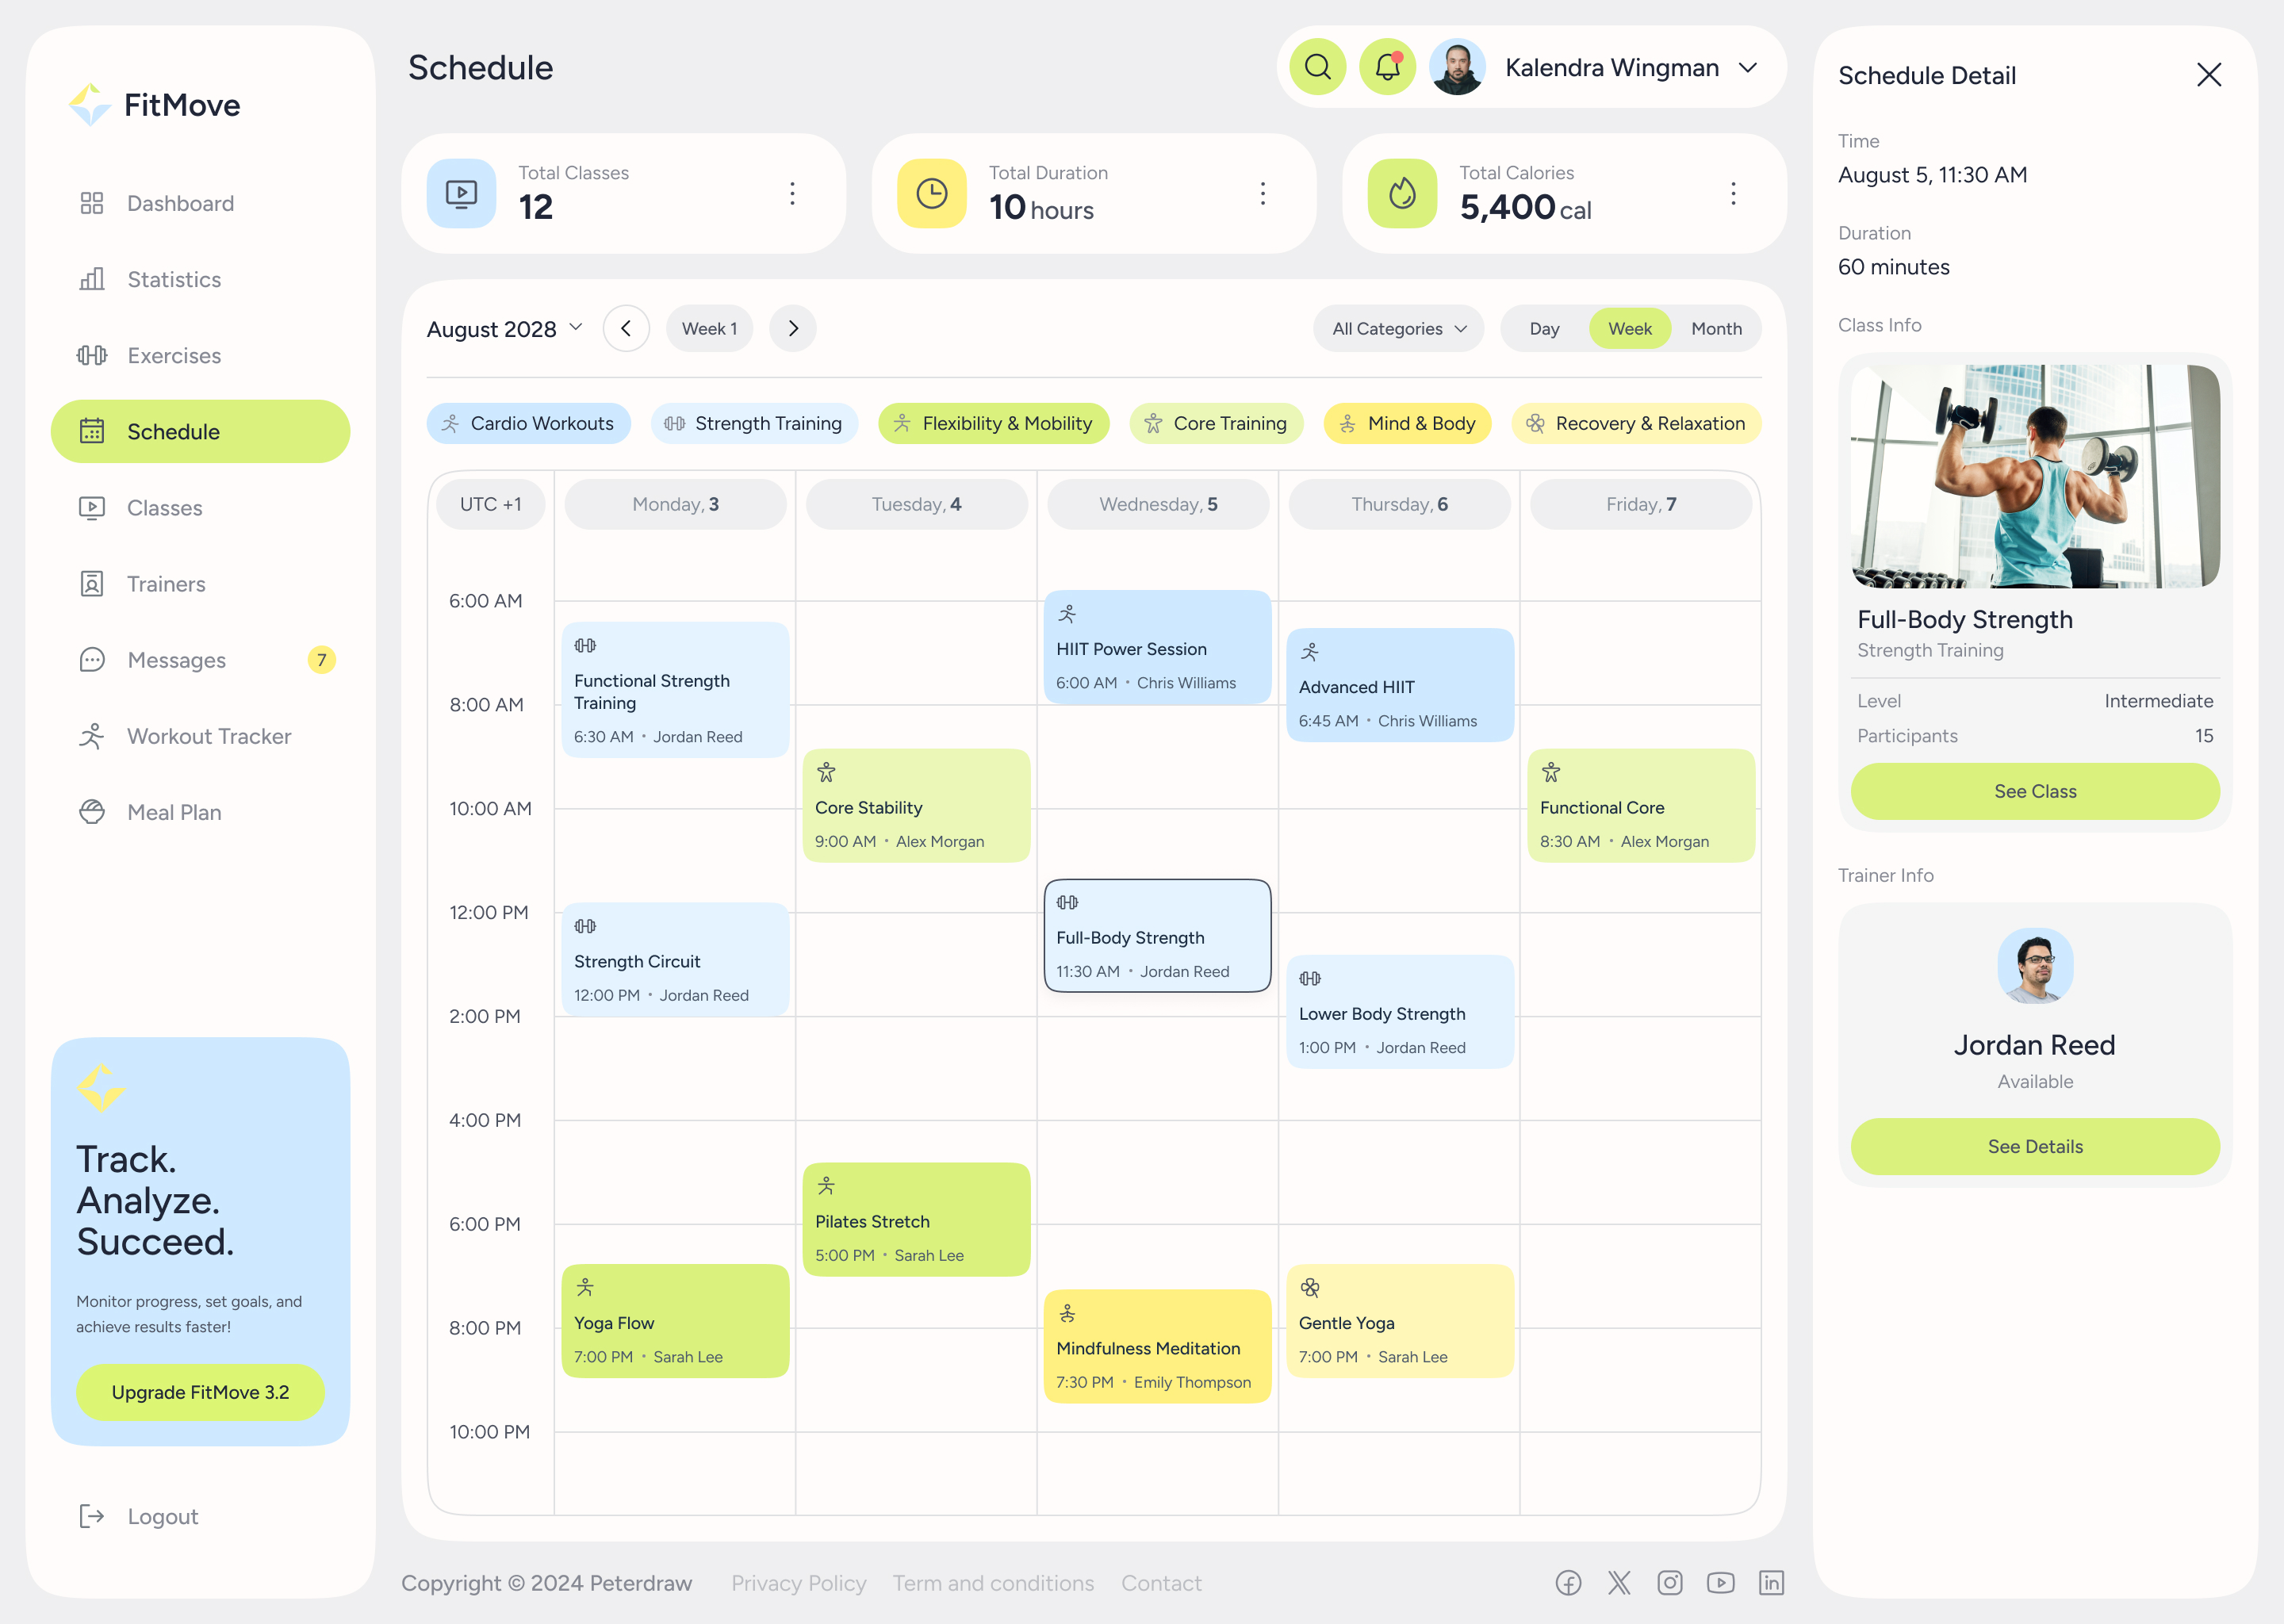 FitMove
Dashboard
Statistics
Exercises
Schedule
Classes
Trainers
Messages
7
Workout Tracker
Meal Plan
Track.
Analyze.
Succeed.
Monitor progress, set goals, and
achieve results faster!
Upgrade FitMove 3.2
Logout
Schedule
Kalendra Wingman
Total Classes
12
Total Duration
10 hours
Total Calories
5,400 cal
August 2028
Week 1
All Categories
Day
Week
Month
Cardio Workouts
Strength Training
Flexibility & Mobility
Core Training
Mind & Body
Recovery & Relaxation
UTC +1
Monday, 3
Tuesday, 4
Wednesday, 5
Thursday, 6
Friday, 7
6:00 AM
8:00 AM
10:00 AM
12:00 PM
2:00 PM
4:00 PM
6:00 PM
8:00 PM
10:00 PM
Functional Strength
Training
6:30 AM • Jordan Reed
Strength Circuit
12:00 PM • Jordan Reed
Yoga Flow
7:00 PM • Sarah Lee
Core Stability
9:00 AM • Alex Morgan
Pilates Stretch
5:00 PM • Sarah Lee
HIIT Power Session
6:00 AM • Chris Williams
Full-Body Strength
11:30 AM • Jordan Reed
Mindfulness Meditation
7:30 PM • Emily Thompson
Advanced HIIT
6:45 AM • Chris Williams
Lower Body Strength
1:00 PM • Jordan Reed
Gentle Yoga
7:00 PM • Sarah Lee
Functional Core
8:30 AM • Alex Morgan
Copyright © 2024 Peterdraw
Privacy Policy
Term and conditions
Contact
Schedule Detail
Time
August 5, 11:30 AM
Duration
60 minutes
Class Info
Full-Body Strength
Strength Training
Level Intermediate
Participants 15
See Class
Trainer Info
Jordan Reed
Available
See Details